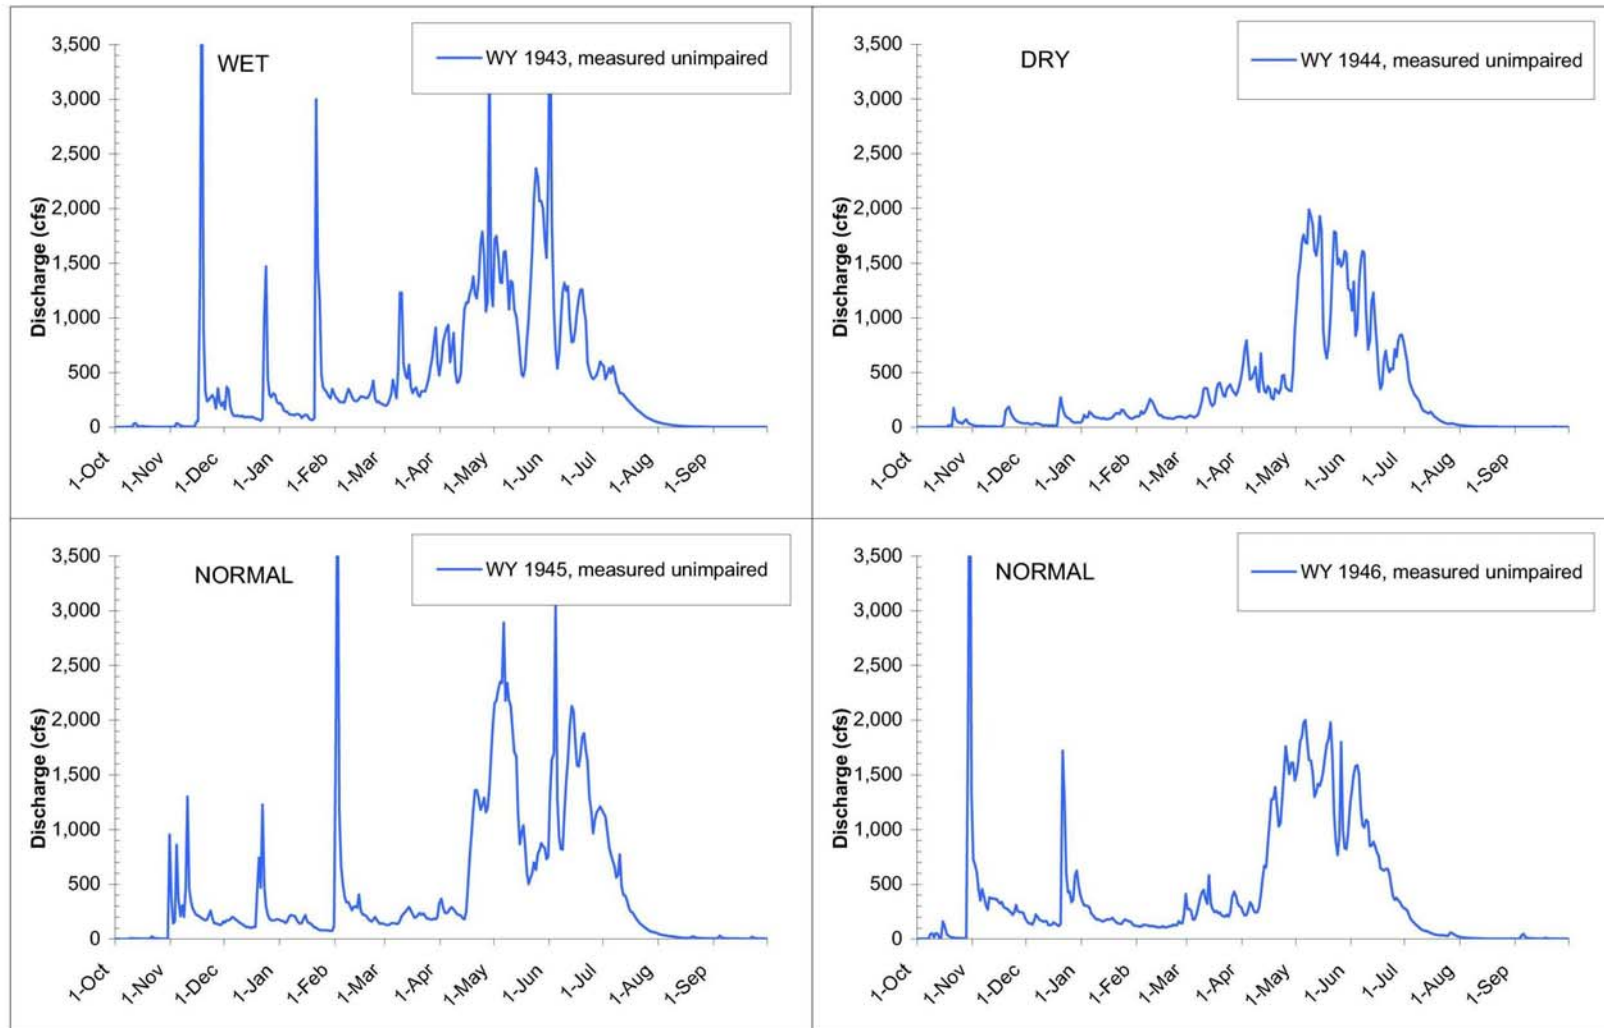 WET
WY 1943, measured unimpaired
Discharge (cfs)
3,500
3,000
2,500
2,000
1,500
1,000
500
0
1-Oct
1-Nov
1-Dec
1-Jan
1-Feb
1-Mar
1-Apr
1-May
1-Jun
1-Jul
1-Aug
1-Sep
DRY
WY 1944, measured unimpaired
Discharge (cfs)
3,500
3,000
2,500
2,000
1,500
1,000
500
0
1-Oct
1-Nov
1-Dec
1-Jan
1-Feb
1-Mar
1-Apr
1-May
1-Jun
1-Jul
1-Aug
1-Sep
NORMAL
WY 1945, measured unimpaired
Discharge (cfs)
3,500
3,000
2,500
2,000
1,500
1,000
500
0
1-Oct
1-Nov
1-Dec
1-Jan
1-Feb
1-Mar
1-Apr
1-May
1-Jun
1-Jul
1-Aug
1-Sep
NORMAL
WY 1946, measured unimpaired
Discharge (cfs)
3,500
3,000
2,500
2,000
1,500
1,000
500
0
1-Oct
1-Nov
1-Dec
1-Jan
1-Feb
1-Mar
1-Apr
1-May
1-Jun
1-Jul
1-Aug
1-Sep